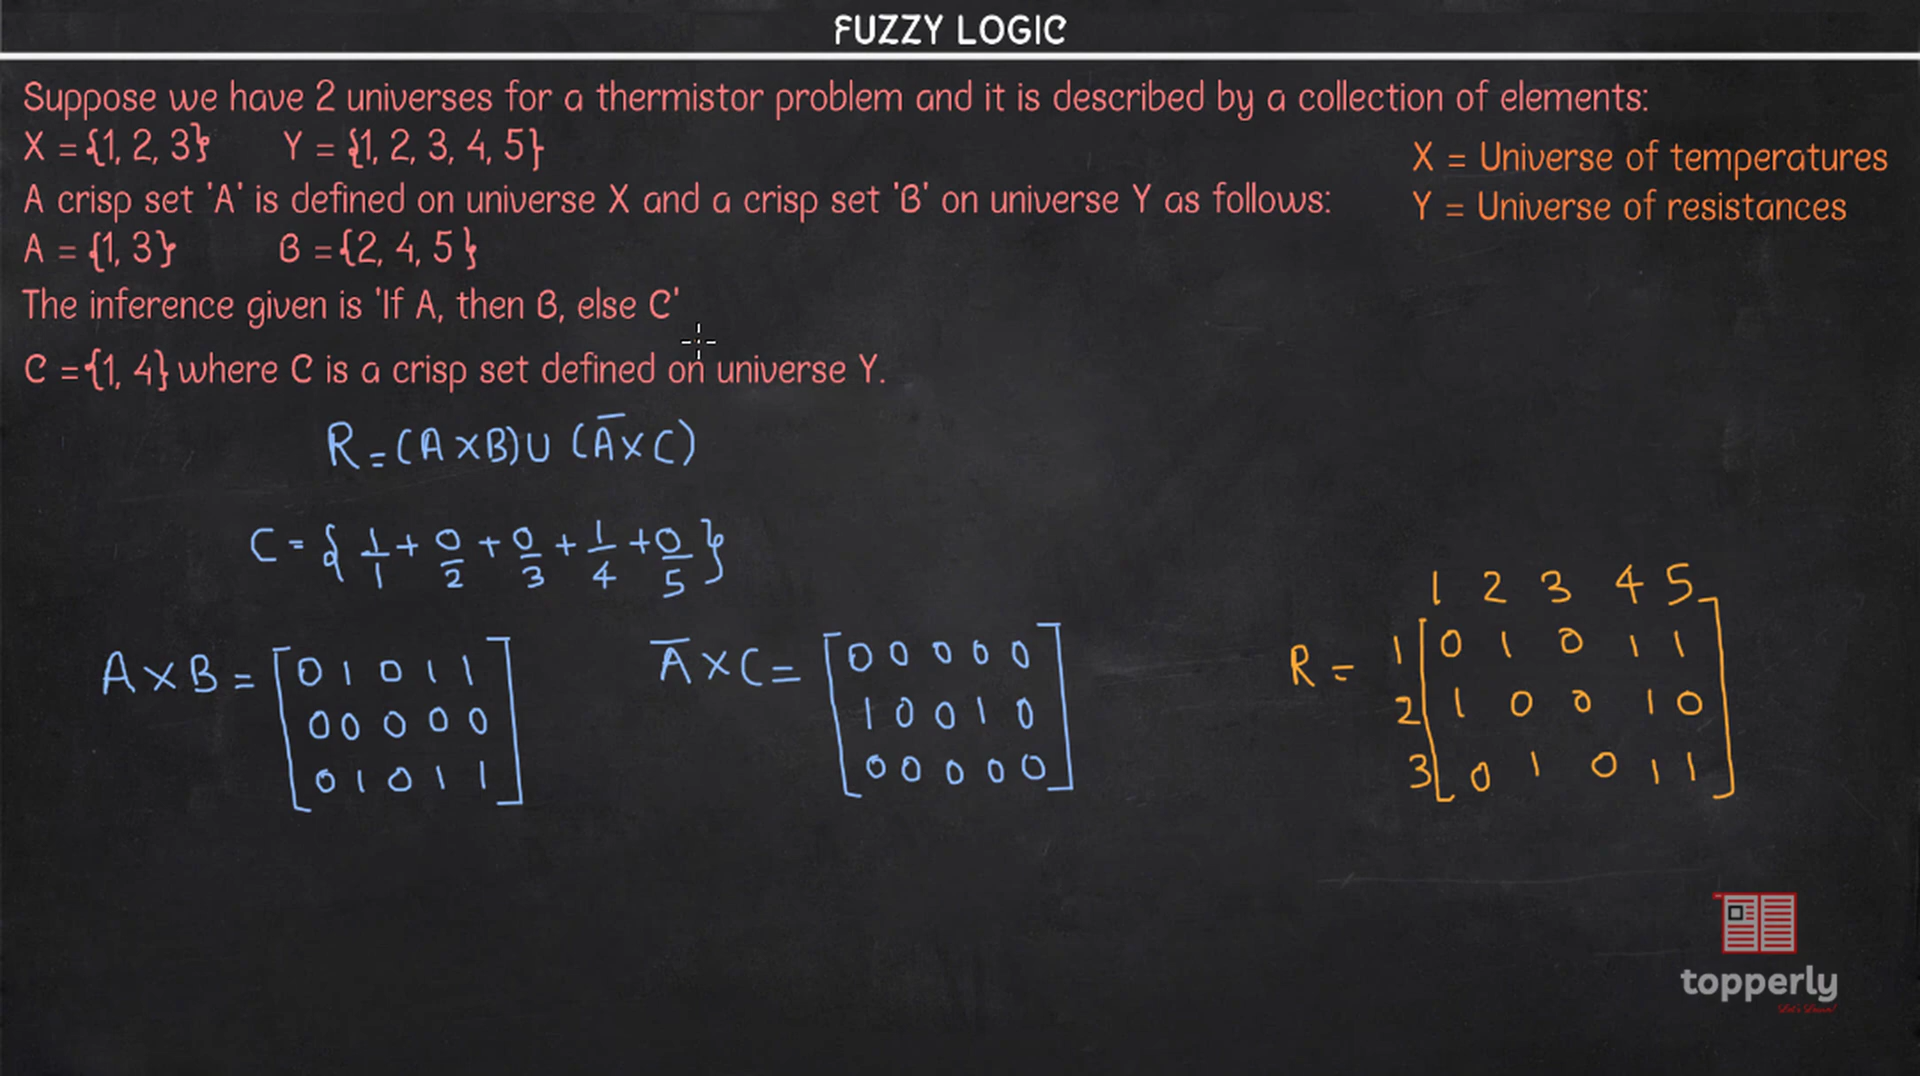 FUZZY LOGIC
Suppose we have 2 universes for a thermistor problem and it is described by a collection of elements:
X = {1, 2, 3} Y = {1, 2, 3, 4, 5}
X = Universe of temperatures
A crisp set 'A' is defined on universe X and a crisp set 'B' on universe Y as follows:
Y = Universe of resistances
A = {1, 3} B = {2, 4, 5 }
The inference given is 'If A, then B, else C'
C = {1, 4} where C is a crisp set defined on universe Y.
R = (A × B) ∪ (A̅ × C)
C = { 1/1 + 0/2 + 0/3 + 1/4 + 0/5 }
A × B = [ 0 1 0 1 1
0 0 0 0 0
0 1 0 1 1 ]
A̅ × C = [ 0 0 0 0 0
1 0 0 1 0
0 0 0 0 0 ]
1 2 3 4 5
R = 1 [ 0 1 0 1 1
2 1 0 0 1 0
3 0 1 0 1 1 ]
topperly
Let's Learn!